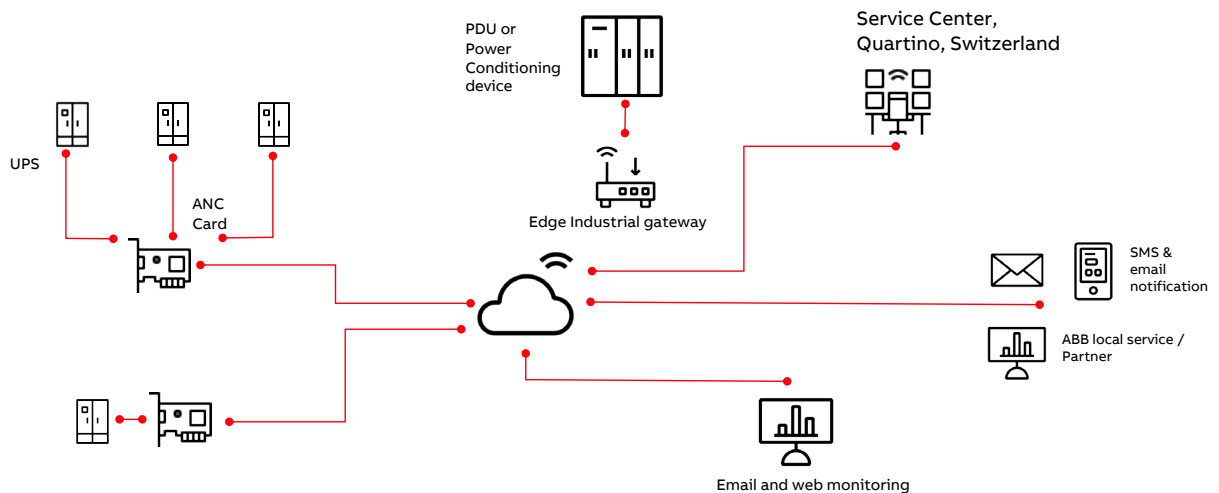 PDU or
Power
Conditioning
device
Service Center,
Quartino, Switzerland
UPS
ANC
Card
Edge Industrial gateway
SMS &
email
notification
ABB local service /
Partner
Email and web monitoring